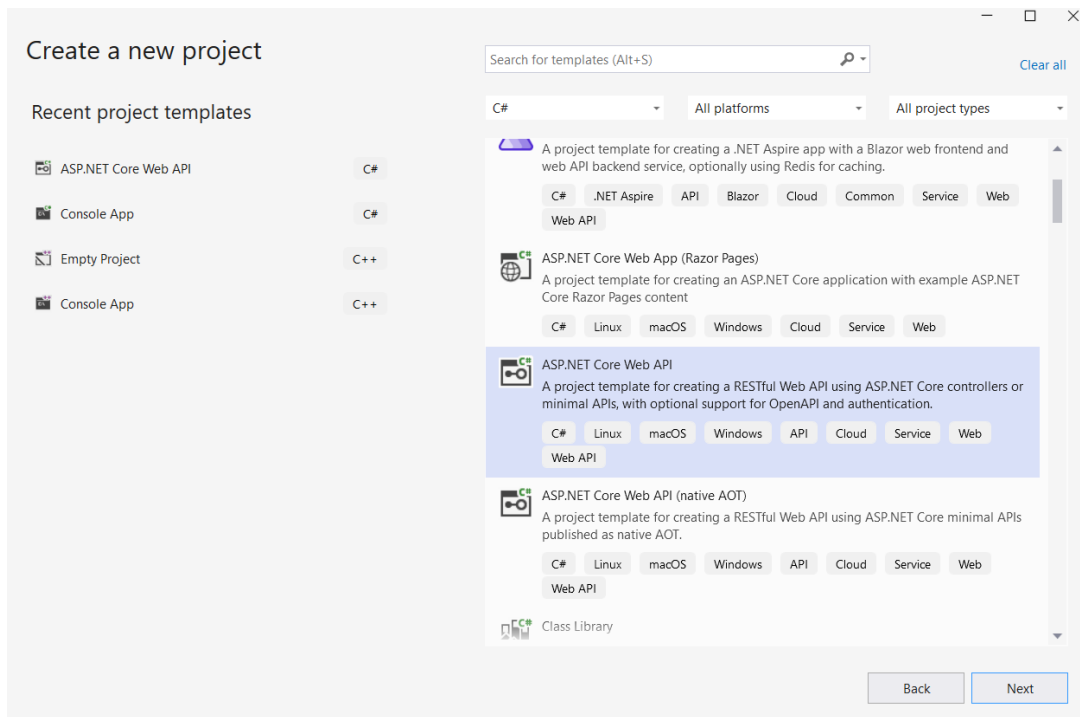 Create a new project
Recent project templates
ASP.NET Core Web API C#
Console App C#
Empty Project C++
Console App C++
Search for templates (Alt+S)
Clear all
C# All platforms All project types
A project template for creating a .NET Aspire app with a Blazor web frontend and
web API backend service, optionally using Redis for caching.
C# .NET Aspire API Blazor Cloud Common Service Web
Web API
ASP.NET Core Web App (Razor Pages)
A project template for creating an ASP.NET Core application with example ASP.NET
Core Razor Pages content
C# Linux macOS Windows Cloud Service Web
ASP.NET Core Web API
A project template for creating a RESTful Web API using ASP.NET Core controllers or
minimal APIs, with optional support for OpenAPI and authentication.
C# Linux macOS Windows API Cloud Service Web
Web API
ASP.NET Core Web API (native AOT)
A project template for creating a RESTful Web API using ASP.NET Core minimal APIs
published as native AOT.
C# Linux macOS Windows API Cloud Service Web
Web API
Class Library
Back Next